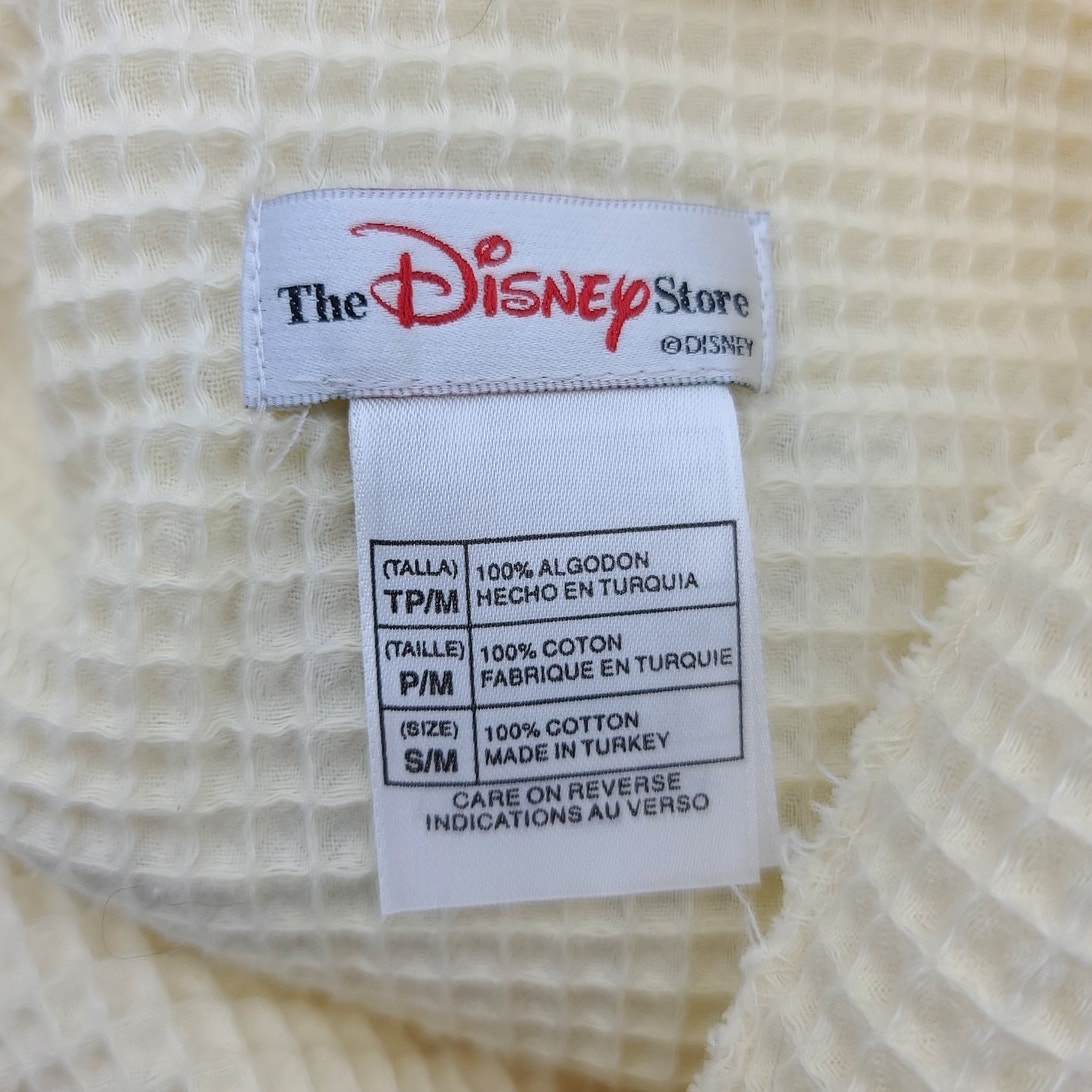 The Disney Store
©DISNEY
(TALLA)
TP/M
100% ALGODON
HECHO EN TURQUIA
(TAILLE)
P/M
100% COTON
FABRIQUE EN TURQUIE
(SIZE)
S/M
100% COTTON
MADE IN TURKEY
CARE ON REVERSE
INDICATIONS AU VERSO